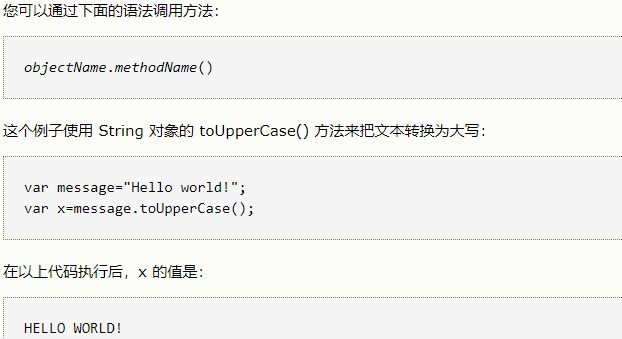 您可以通过下面的语法调用方法：
objectName.methodName()
这个例子使用 String 对象的 toUpperCase() 方法来把文本转换为大写：
var message="Hello world!";
var x=message.toUpperCase();
在以上代码执行后，x 的值是：
HELLO WORLD!